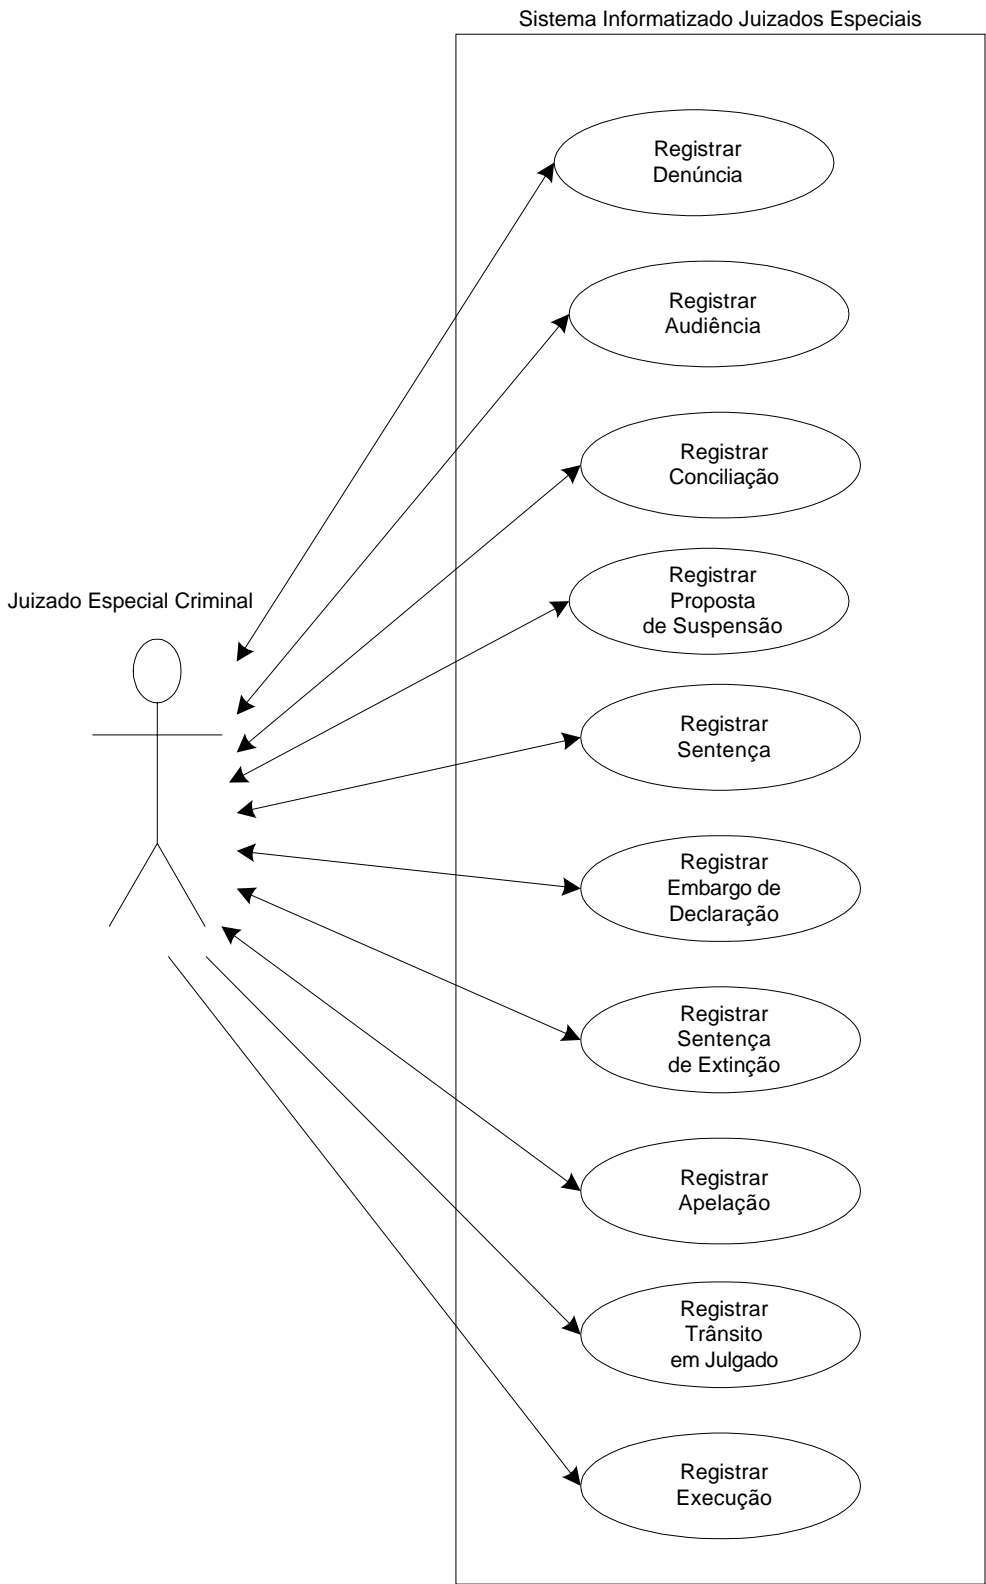 Sistema Informatizado Juizados Especiais
Registrar
Denúncia
Registrar
Audiência
Registrar
Conciliação
Registrar
Proposta
de Suspensão
Juizado Especial Criminal
Registrar
Sentença
Registrar
Embargo de
Declaração
Registrar
Sentença
de Extinção
Registrar
Apelação
Registrar
Trânsito
em Julgado
Registrar
Execução